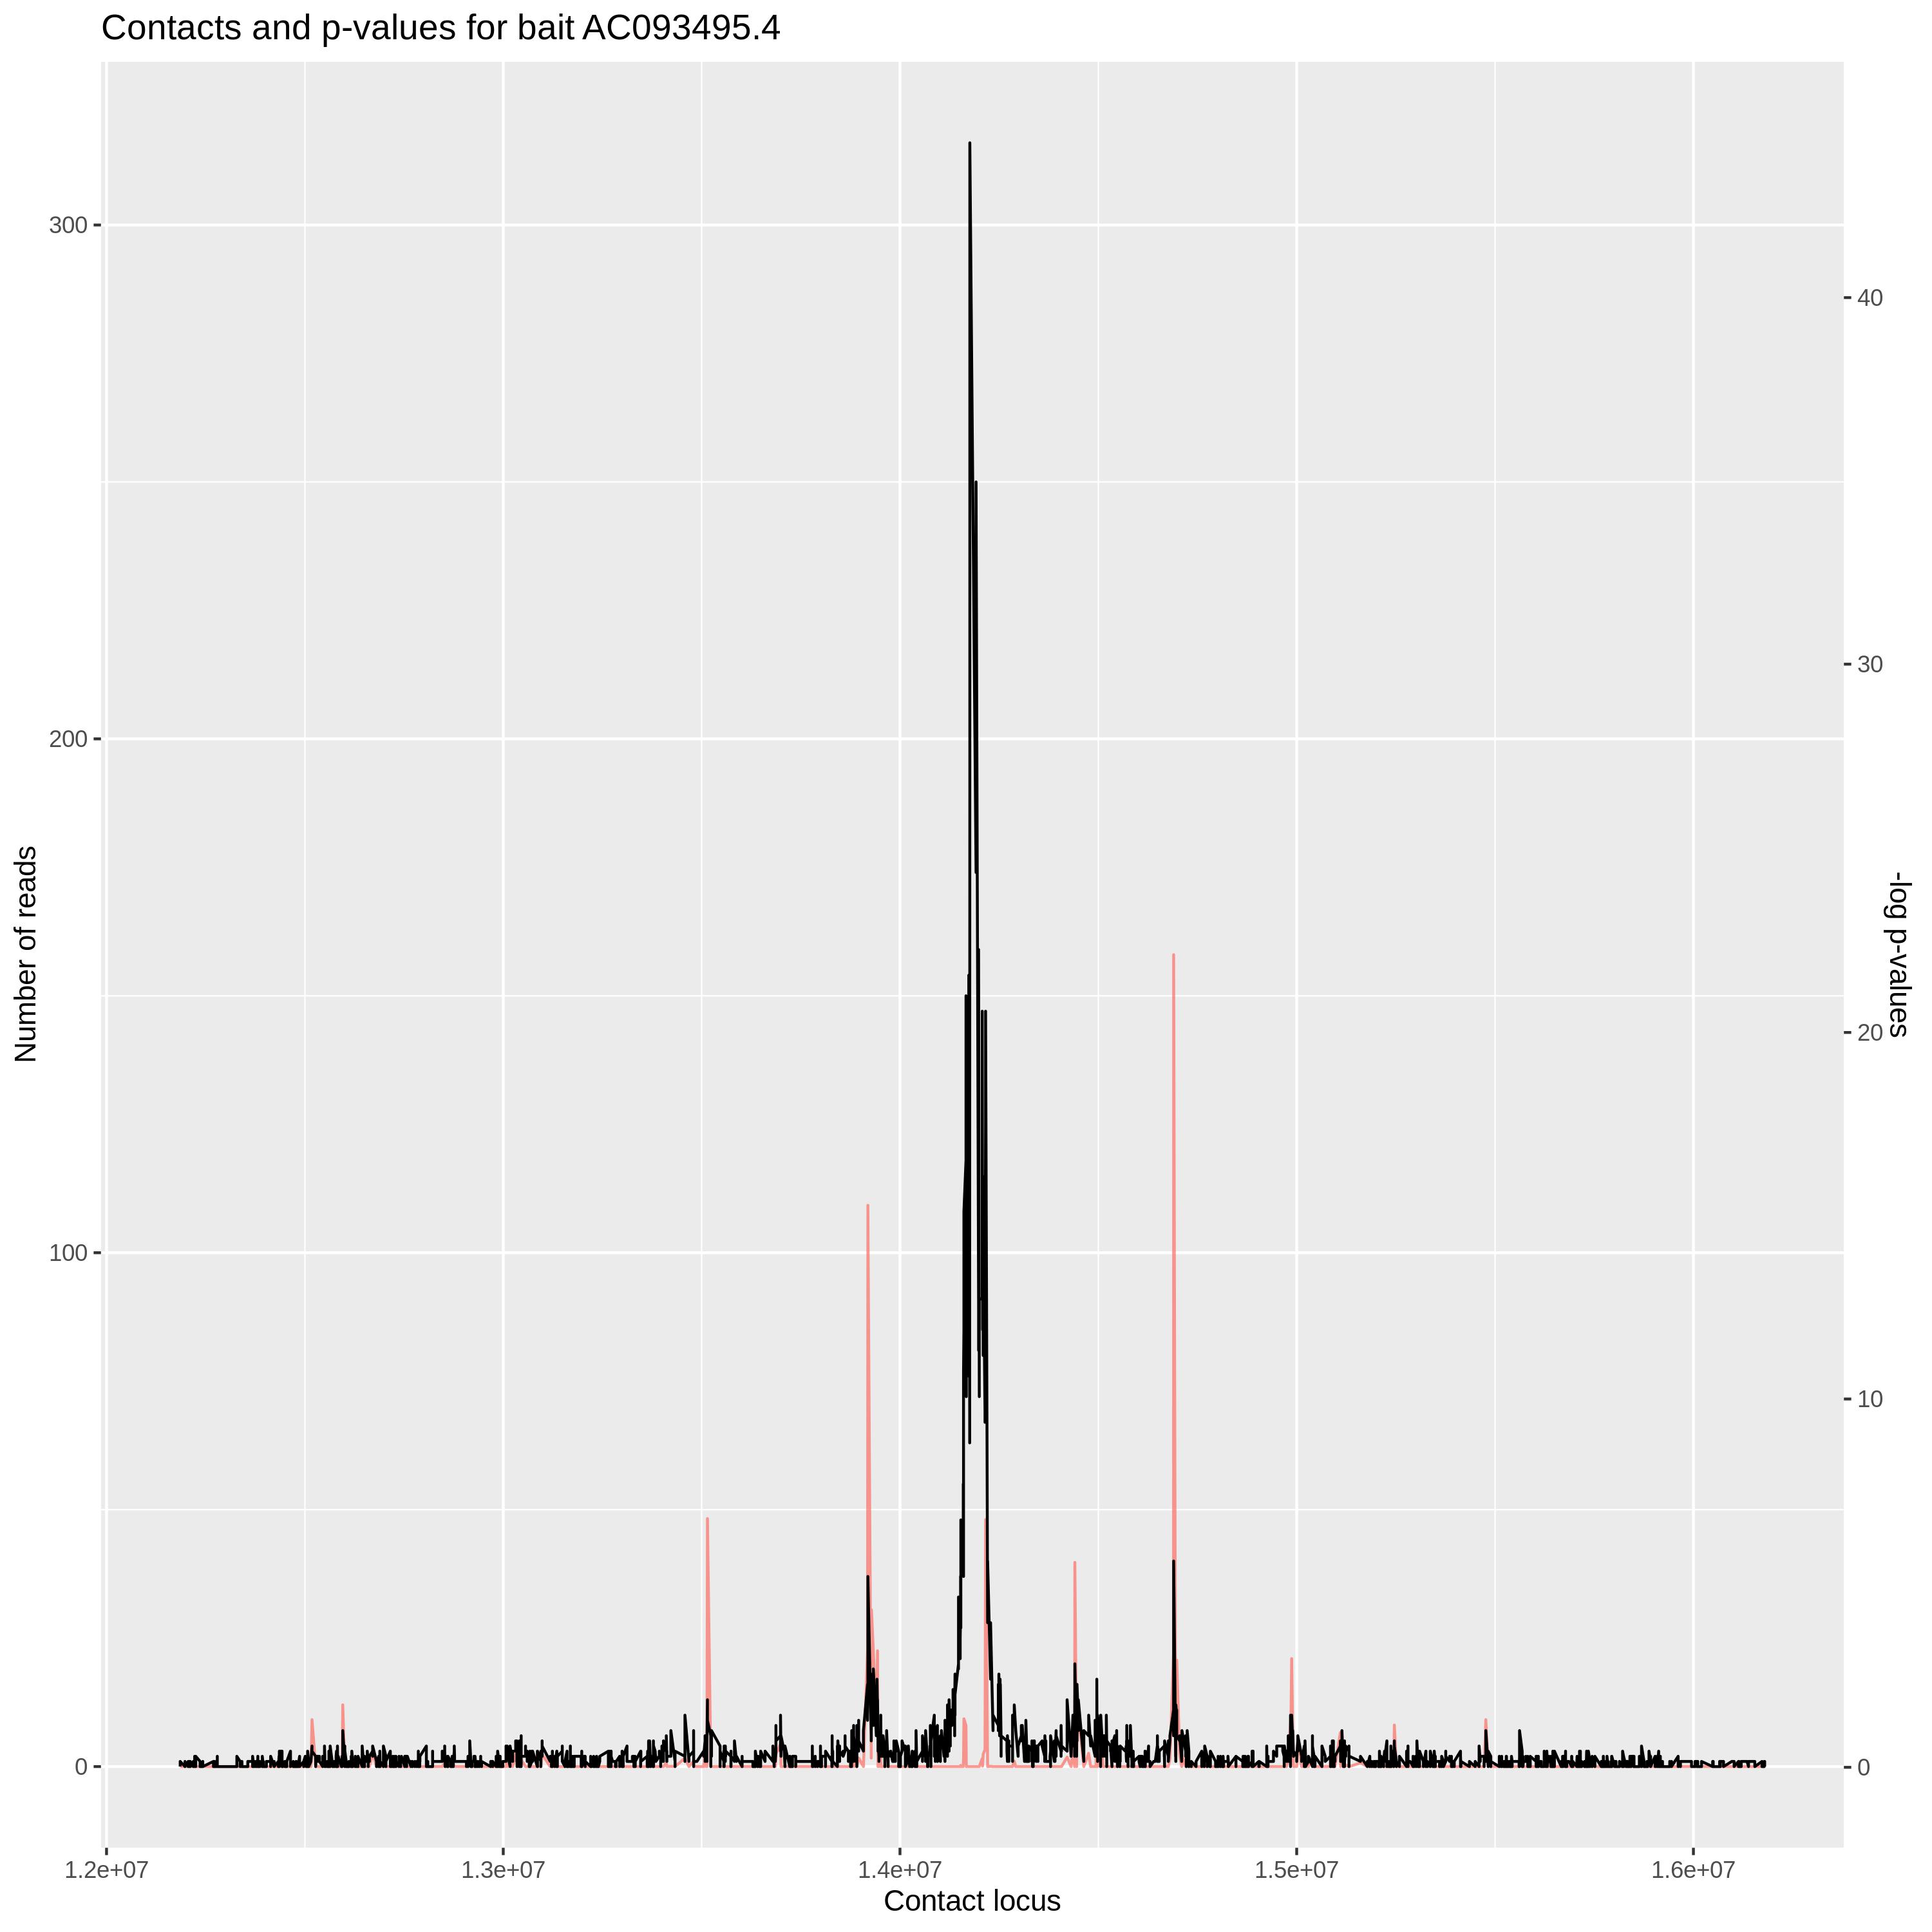 Contacts and p-values for bait AC093495.4
300
200
100
0
Number of reads
40
30
20
10
0
-log p-values
1.2e+07
1.3e+07
1.4e+07
1.5e+07
1.6e+07
Contact locus